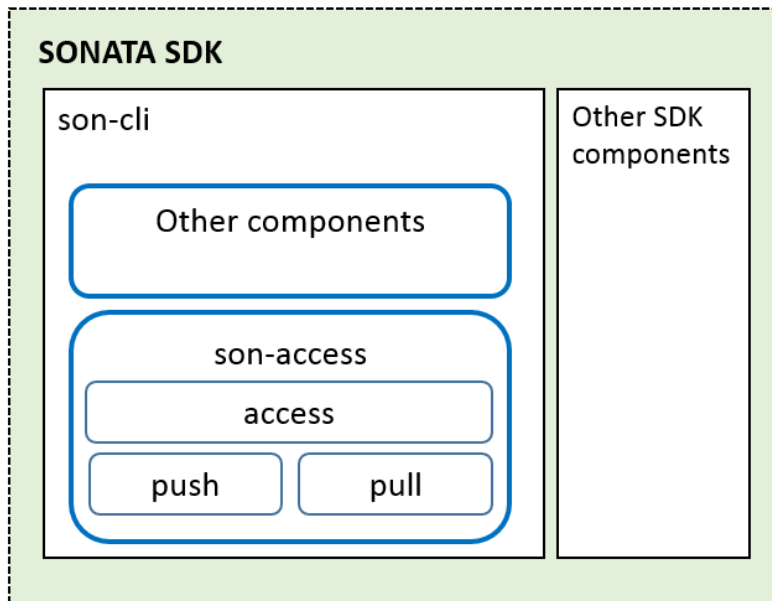 SONATA SDK
son-cli
Other components
son-access
access
push
pull
Other SDK
components